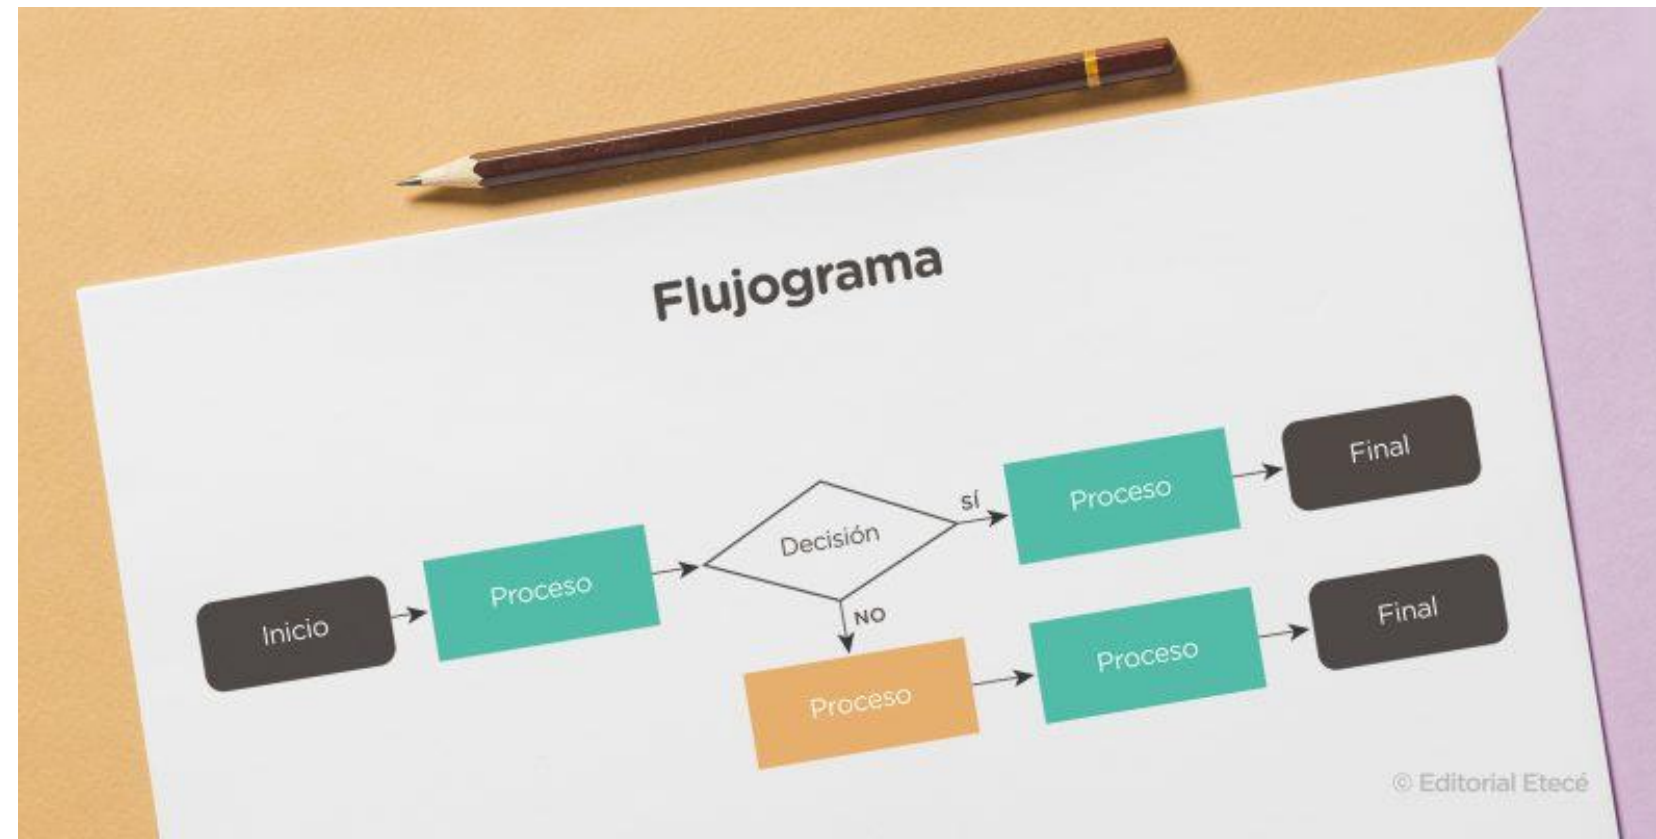 Flujograma
Inicio
Proceso
Decisión
SÍ
Proceso
Final
NO
Proceso
Proceso
Final
© Editorial Etecé